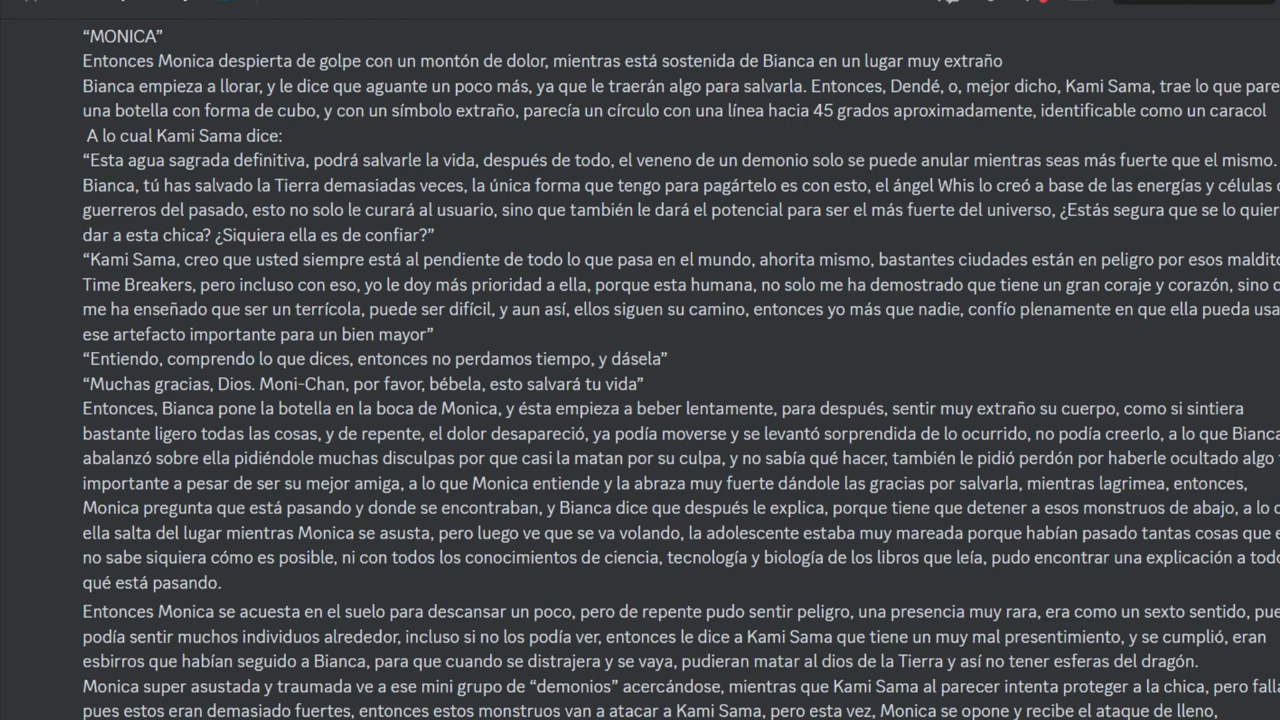 “MONICA”
Entonces Monica despierta de golpe con un montón de dolor, mientras está sostenida de Bianca en un lugar muy extraño
Bianca empieza a llorar, y le dice que aguante un poco más, ya que le traerán algo para salvarla. Entonces, Dendé, o, mejor dicho, Kami Sama, trae lo que pare
una botella con forma de cubo, y con un símbolo extraño, parecía un círculo con una línea hacia 45 grados aproximadamente, identificable como un caracol
A lo cual Kami Sama dice:
“Esta agua sagrada definitiva, podrá salvarle la vida, después de todo, el veneno de un demonio solo se puede anular mientras seas más fuerte que el mismo.
Bianca, tú has salvado la Tierra demasiadas veces, la única forma que tengo para pagártelo es con esto, el ángel Whis lo creó a base de las energías y células
guerreros del pasado, esto no solo le curará al usuario, sino que también le dará el potencial para ser el más fuerte del universo, ¿Estás segura que se lo quier
dar a esta chica? ¿Siquiera ella es de confiar?”
“Kami Sama, creo que usted siempre está al pendiente de todo lo que pasa en el mundo, ahorita mismo, bastantes ciudades están en peligro por esos maldito
Time Breakers, pero incluso con eso, yo le doy más prioridad a ella, porque esta humana, no solo me ha demostrado que tiene un gran coraje y corazón, sino
me ha enseñado que ser un terrícola, puede ser difícil, y aun así, ellos siguen su camino, entonces yo más que nadie, confío plenamente en que ella pueda usa
ese artefacto importante para un bien mayor”
“Entiendo, comprendo lo que dices, entonces no perdamos tiempo, y dásela”
“Muchas gracias, Dios. Moni-Chan, por favor, bébela, esto salvará tu vida”
Entonces, Bianca pone la botella en la boca de Monica, y ésta empieza a beber lentamente, para después, sentir muy extraño su cuerpo, como si sintiera
bastante ligero todas las cosas, y de repente, el dolor desapareció, ya podía moverse y se levantó sorprendida de lo ocurrido, no podía creerlo, a lo que Bianca
abalanzó sobre ella pidiéndole muchas disculpas por que casi la matan por su culpa, y no sabía qué hacer, también le pidió perdón por haberle ocultado algo
importante a pesar de ser su mejor amiga, a lo que Monica entiende y la abraza muy fuerte dándole las gracias por salvarla, mientras lagrimea, entonces,
Monica pregunta que está pasando y donde se encontraban, y Bianca dice que después le explica, porque tiene que detener a esos monstruos de abajo, a lo
ella salta del lugar mientras Monica se asusta, pero luego ve que se va volando, la adolescente estaba muy mareada porque habían pasado tantas cosas que
no sabe siquiera cómo es posible, ni con todos los conocimientos de ciencia, tecnología y biología de los libros que leía, pudo encontrar una explicación a todo
qué está pasando.
Entonces Monica se acuesta en el suelo para descansar un poco, pero de repente pudo sentir peligro, una presencia muy rara, era como un sexto sentido, pue
podía sentir muchos individuos alrededor, incluso si no los podía ver, entonces le dice a Kami Sama que tiene un muy mal presentimiento, y se cumplió, eran
esbirros que habían seguido a Bianca, para que cuando se distrajera y se vaya, pudieran matar al dios de la Tierra y así no tener esferas del dragón.
Monica super asustada y traumada ve a ese mini grupo de “demonios” acercándose, mientras que Kami Sama al parecer intenta proteger a la chica, pero falla
pues estos eran demasiado fuertes, entonces estos monstruos van a atacar a Kami Sama, pero esta vez, Monica se opone y recibe el ataque de lleno,